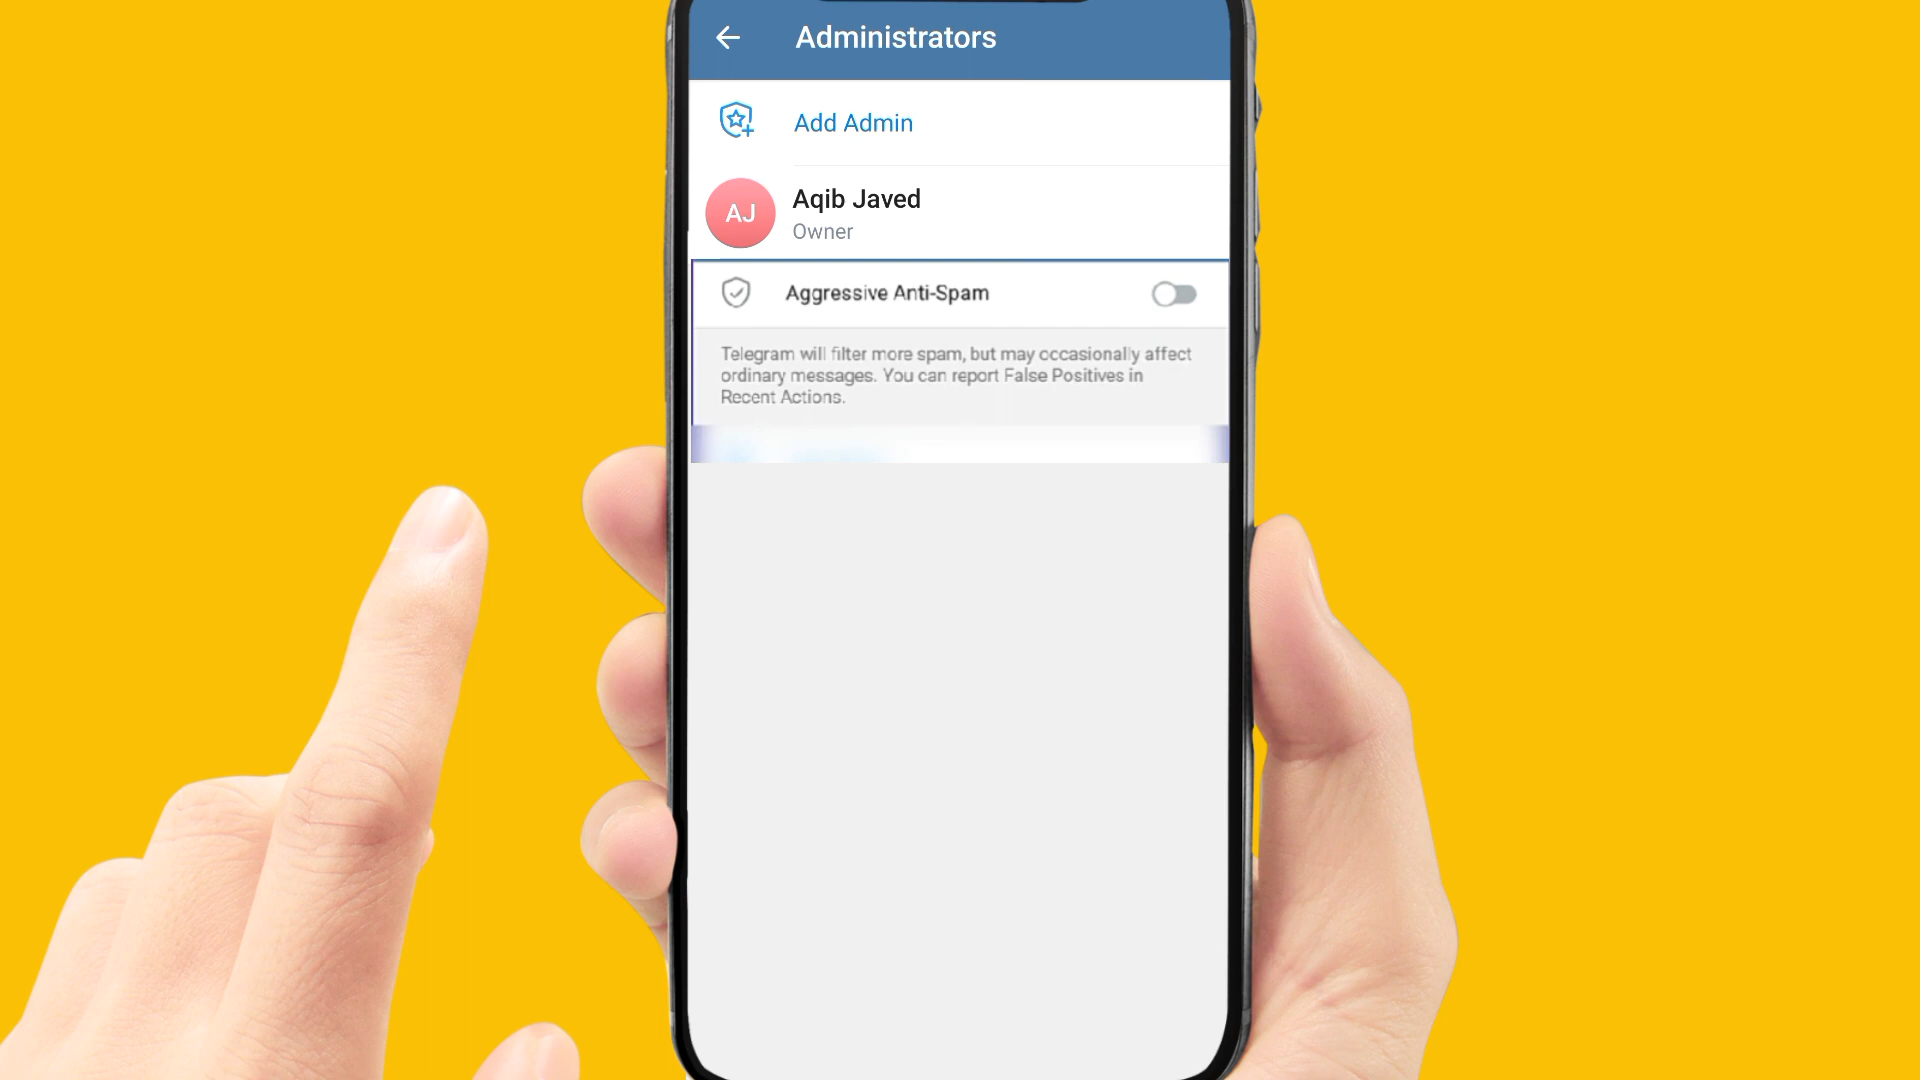 Administrators
Add Admin
AJ
Aqib Javed
Owner
Aggressive Anti-Spam
Telegram will filter more spam, but may occasionally affect
ordinary messages. You can report False Positives in
Recent Actions.